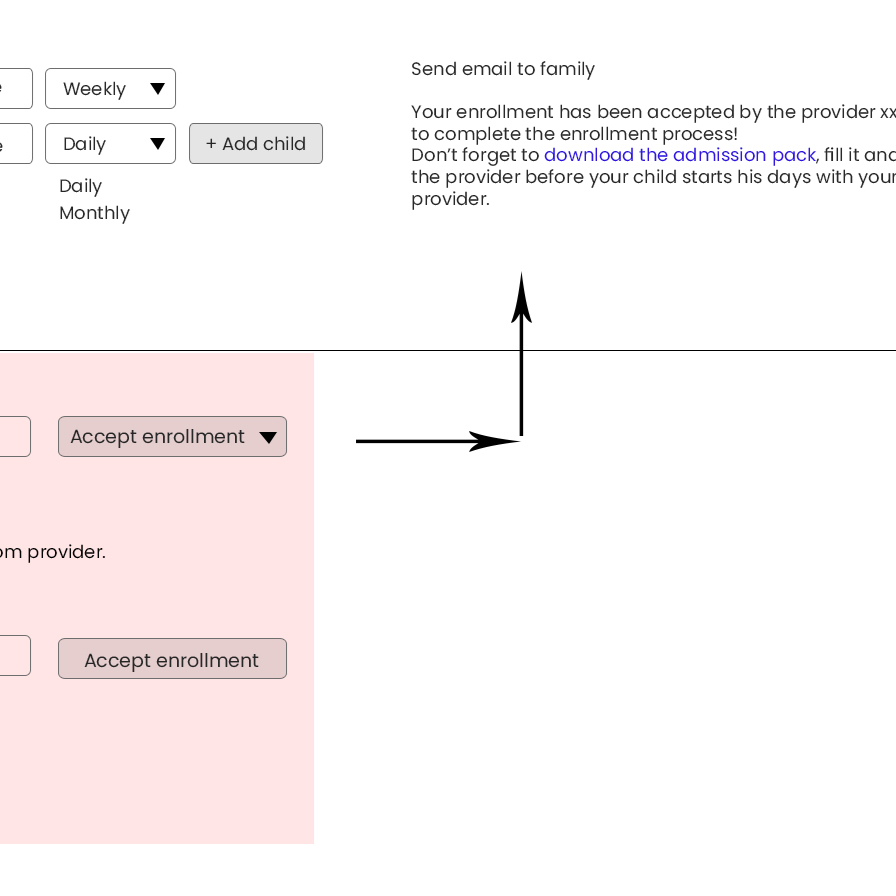 Weekly
Daily
+ Add child
Daily
Monthly
Send email to family
Your enrollment has been accepted by the provider xx
to complete the enrollment process!
Don’t forget to download the admission pack, fill it and
the provider before your child starts his days with your
provider.
Accept enrollment
provider.
Accept enrollment